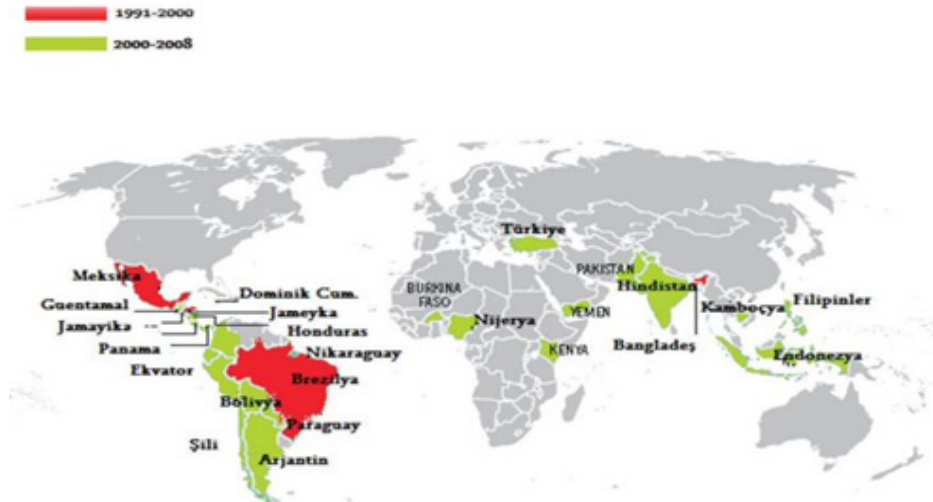 1991-2000
2000-2008
Türkiye
Meksika
PAKISTAN
Hindistan
Dominik Cum.
BURKINA
FASO
YEMEN
Filipinler
Guentamal
Jameyka
Kamboçya
Jamayika --
Honduras
Nijerya
Panama
Nikaraguay
KENYA
Bangladeş
Endonezya
Ekvator
Brezilya
Bolivya
Paraguay
Şili
Arjantin